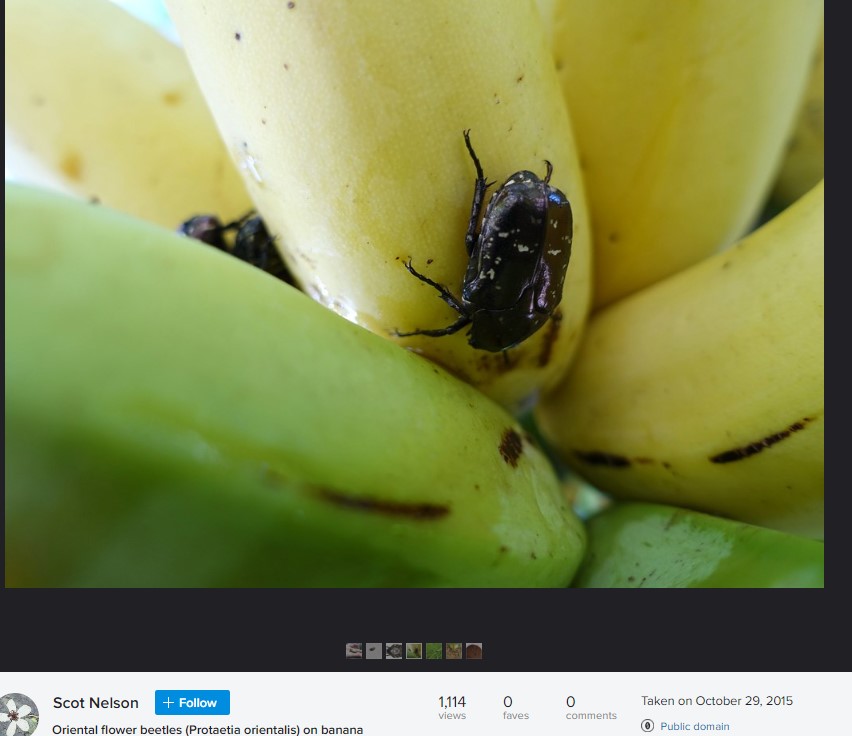 Scot Nelson
+ Follow
Oriental flower beetles (Protaetia orientalis) on banana
1,114
views
0
faves
0
comments
Taken on October 29, 2015
Public domain